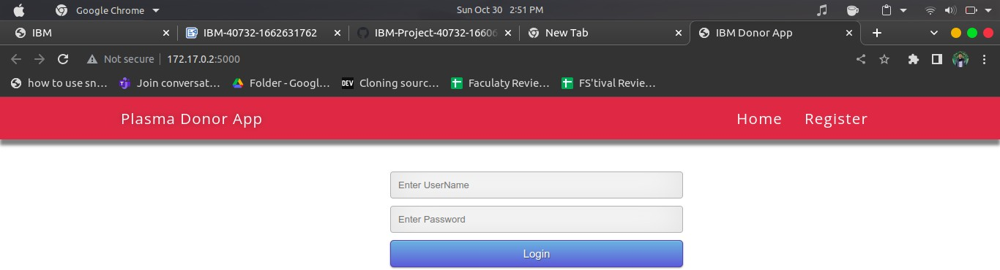 Google Chrome Sun Oct 30 2:51 PM
IBM IBM-40732-1662631762 IBM-Project-40732-16606 New Tab IBM Donor App
Not secure 172.17.0.2:5000
how to use sn... Join conversat... Folder - Googl... DEV Cloning sourc... Faculaty Revie... FS'tival Revie...
Plasma Donor App Home Register
Enter UserName
Enter Password
Login